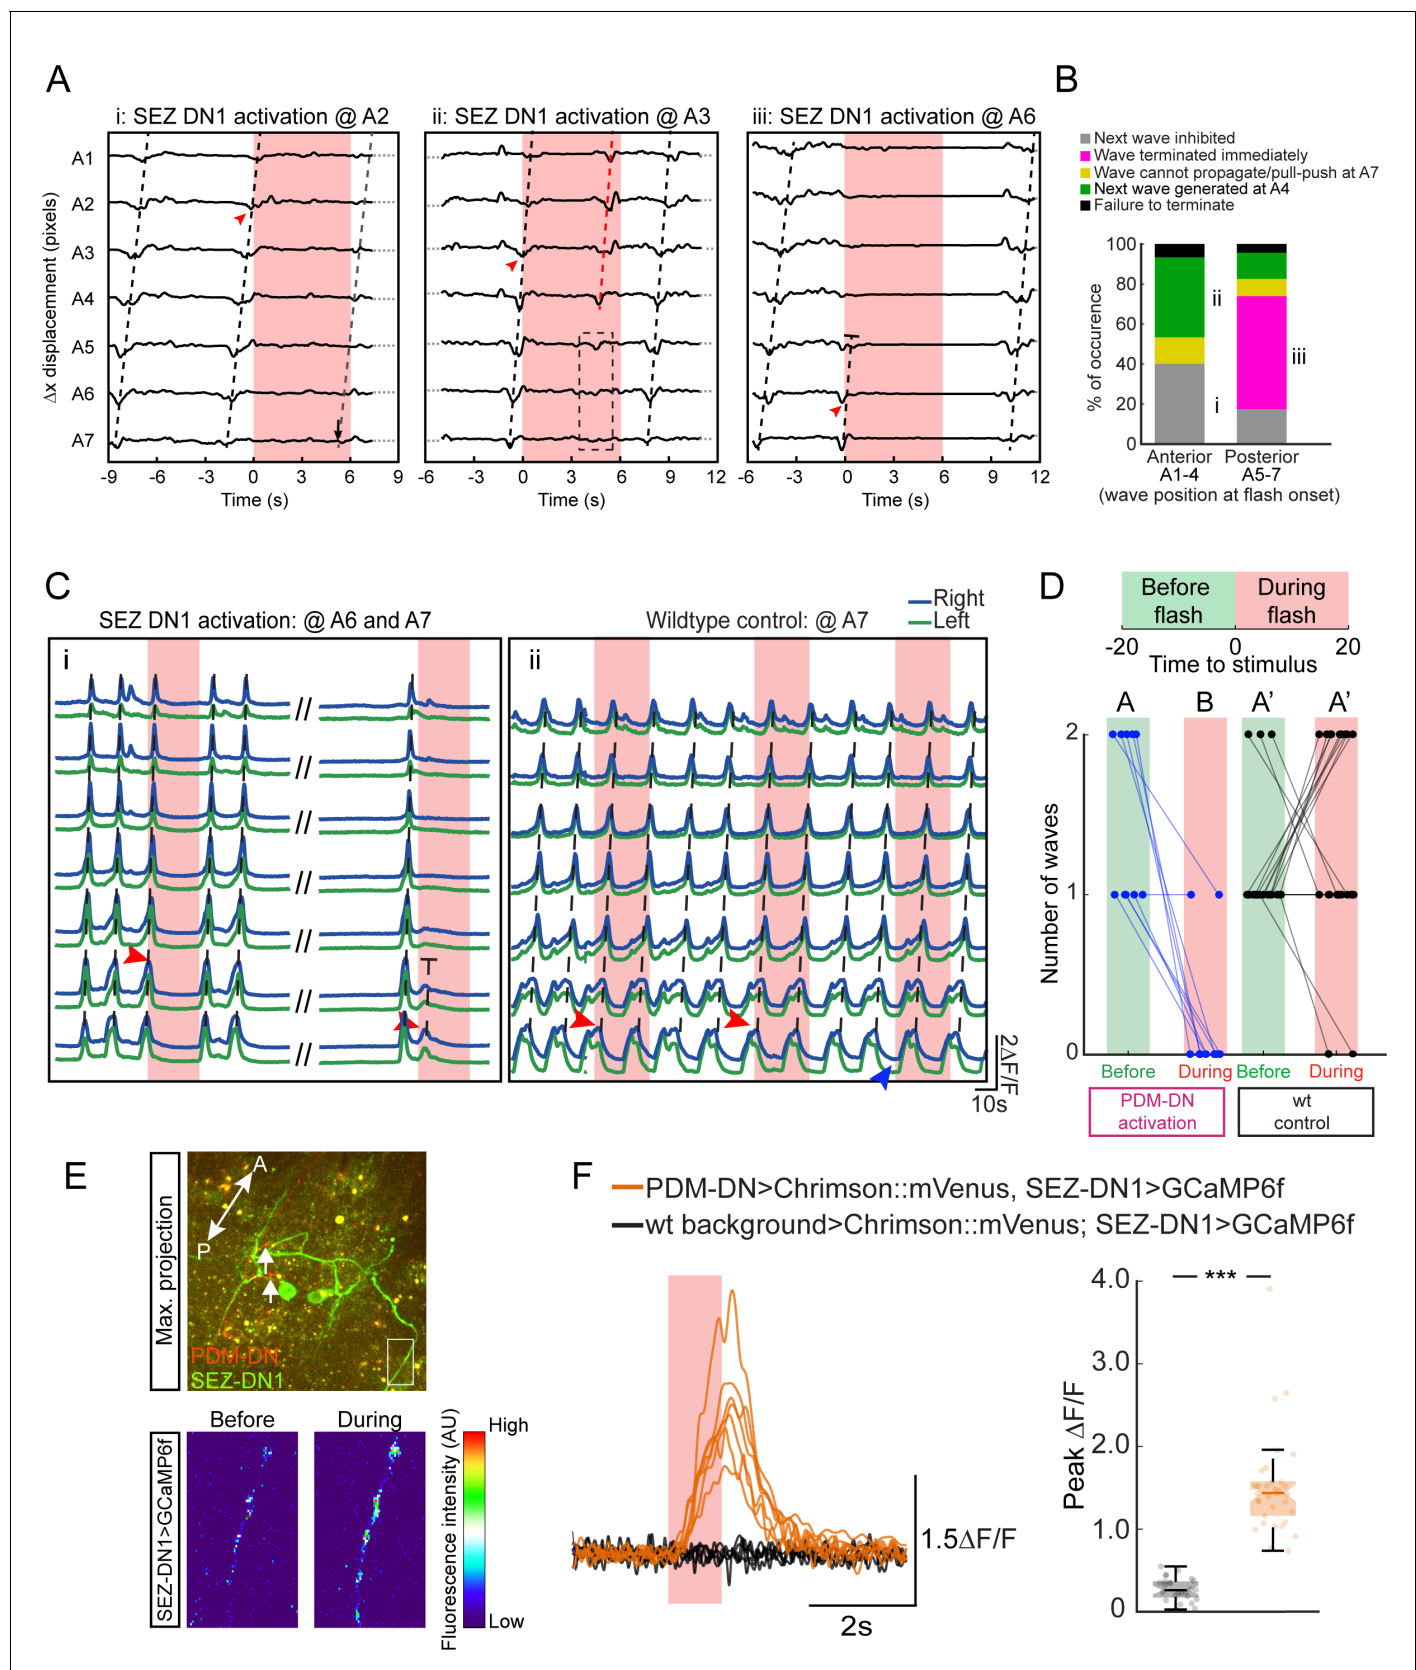 A
i: SEZ DN1 activation @ A2
ii: SEZ DN1 activation @ A3
iii: SEZ DN1 activation @ A6
Δx displacemnent (pixels)
A1
A2
A3
A4
A5
A6
A7
-9 -6 -3 0 3 6 9
Time (s)
-6 -3 0 3 6 9 12
Time (s)
-6 -3 0 3 6 9 12
Time (s)
B
Next wave inhibited
Wave terminated immediately
Wave cannot propagate/pull-push at A7
Next wave generated at A4
Failure to terminate
% of occurence
100
80
60
40
20
0
ii
iii
i
Anterior Posterior
A1-4 A5-7
(wave position at flash onset)
C
Right
Left
SEZ DN1 activation: @ A6 and A7
Wildtype control: @ A7
i
ii
//
//
//
//
//
//
//
2ΔF/F
10s
D
Before flash
During flash
-20 0 20
Time to stimulus
A B A’ A’
Number of waves
2
1
0
Before During Before During
PDM-DN activation
wt control
E
Max. projection
A
P
PDM-DN
SEZ-DN1
SEZ-DN1>GCaMP6f
Before During
Fluorescence intensity (AU)
High
Low
F
PDM-DN>Chrimson::mVenus, SEZ-DN1>GCaMP6f
wt background>Chrimson::mVenus; SEZ-DN1>GCaMP6f
1.5ΔF/F
2s
Peak ΔF/F
4.0
3.0
2.0
1.0
0
***